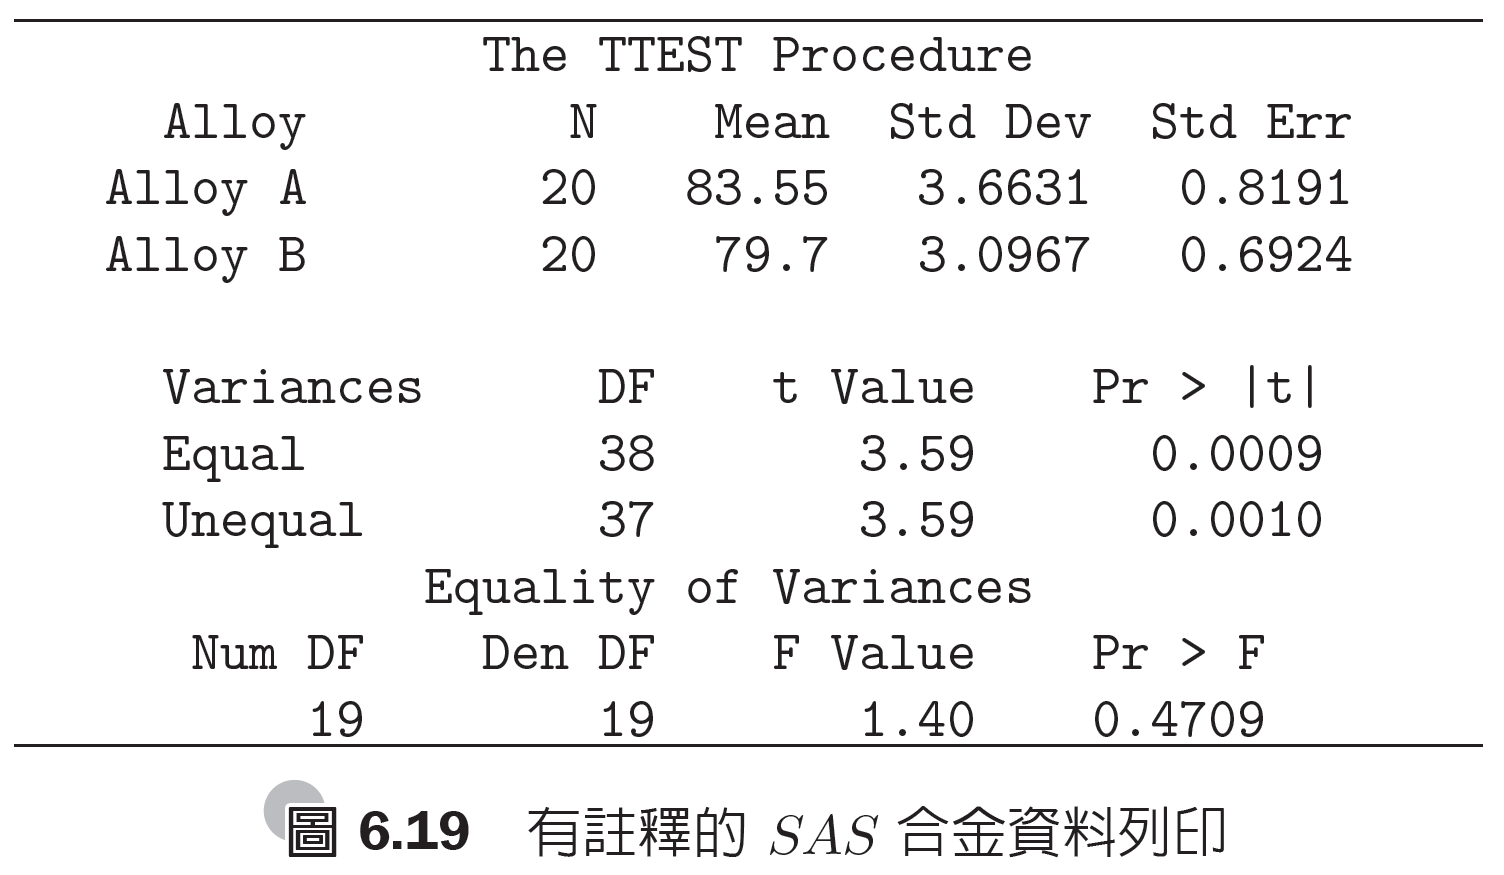 The TTEST Procedure
Alloy N Mean Std Dev Std Err
Alloy A 20 83.55 3.6631 0.8191
Alloy B 20 79.7 3.0967 0.6924
Variances DF t Value Pr > |t|
Equal 38 3.59 0.0009
Unequal 37 3.59 0.0010
Equality of Variances
Num DF Den DF F Value Pr > F
19 19 1.40 0.4709
圖 6.19 有註釋的 SAS 合金資料列印